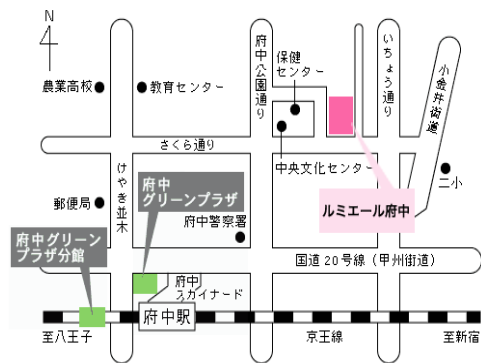 N
農業高校
教育センター
府中公園通り
保健
センター
いちょう通り
小金井街道
さくら通り
中央文化センター
けやき並木
府中
グリーンプラザ
ルミエール府中
二小
郵便局
府中警察署
府中グリーン
プラザ分館
国道20号線（甲州街道）
府中
スカイナード
府中駅
至八王子
京王線
至新宿